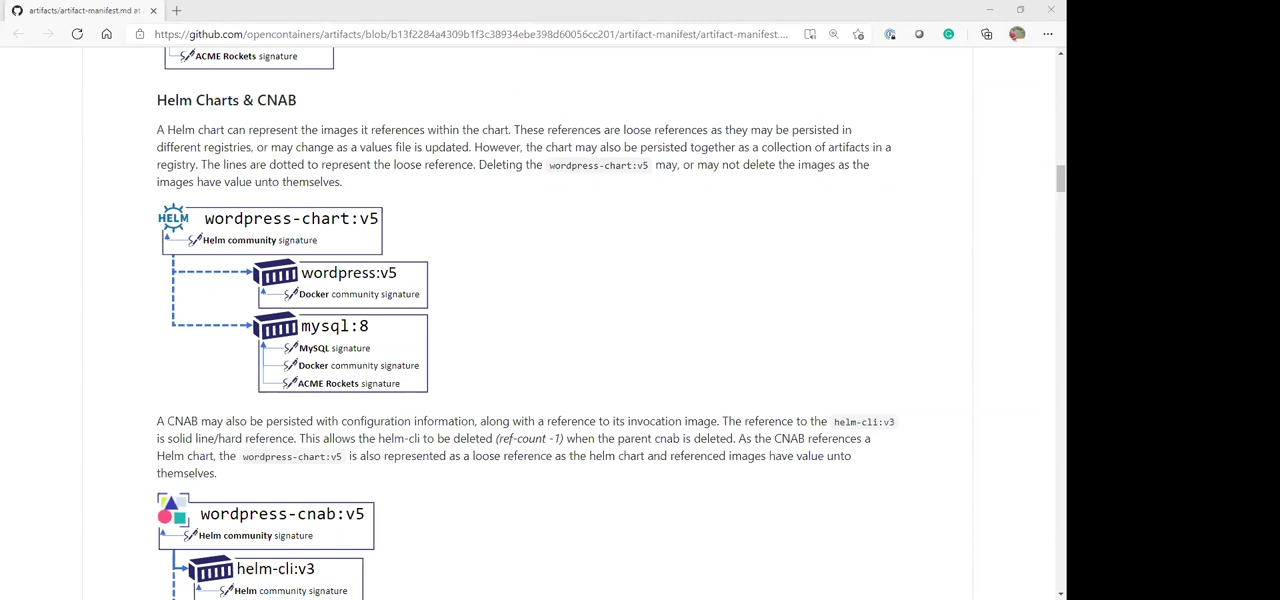 artifacts/artifact-manifest.md at
https://github.com/opencontainers/artifacts/blob/b13f2284a4309b1f3c38934ebe398d60056cc201/artifact-manifest/artifact-manifest....
ACME Rockets signature
Helm Charts & CNAB
A Helm chart can represent the images it references within the chart. These references are loose references as they may be persisted in
different registries, or may change as a values file is updated. However, the chart may also be persisted together as a collection of artifacts in a
registry. The lines are dotted to represent the loose reference. Deleting the wordpress-chart:v5 may, or may not delete the images as the
images have value unto themselves.
HELM wordpress-chart:v5
Helm community signature
wordpress:v5
Docker community signature
mysql:8
MySQL signature
Docker community signature
ACME Rockets signature
A CNAB may also be persisted with configuration information, along with a reference to its invocation image. The reference to the helm-cli:v3
is solid line/hard reference. This allows the helm-cli to be deleted (ref-count -1) when the parent cnab is deleted. As the CNAB references a
Helm chart, the wordpress-chart:v5 is also represented as a loose reference as the helm chart and referenced images have value unto
themselves.
wordpress-cnab:v5
Helm community signature
helm-cli:v3
Helm community signature